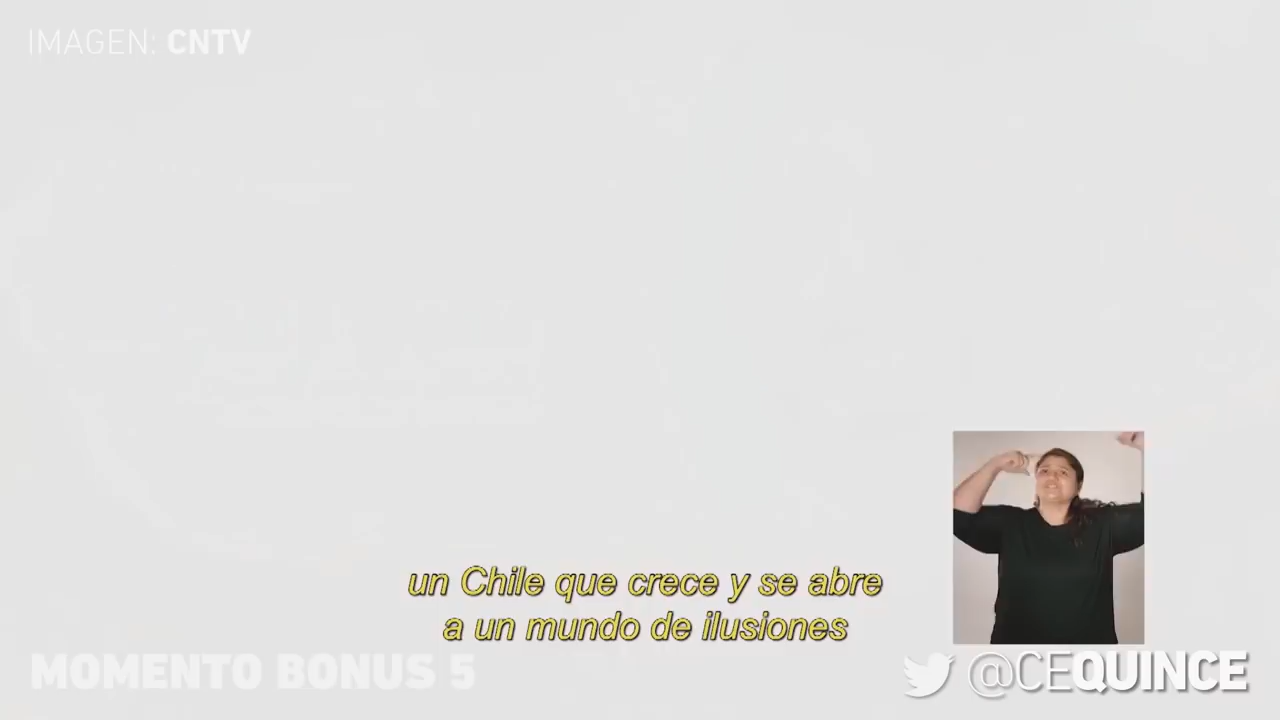 IMAGEN: CNTV
un Chile que crece y se abre
a un mundo de ilusiones
MOMENTO BONUS 5
@CEQUINCE